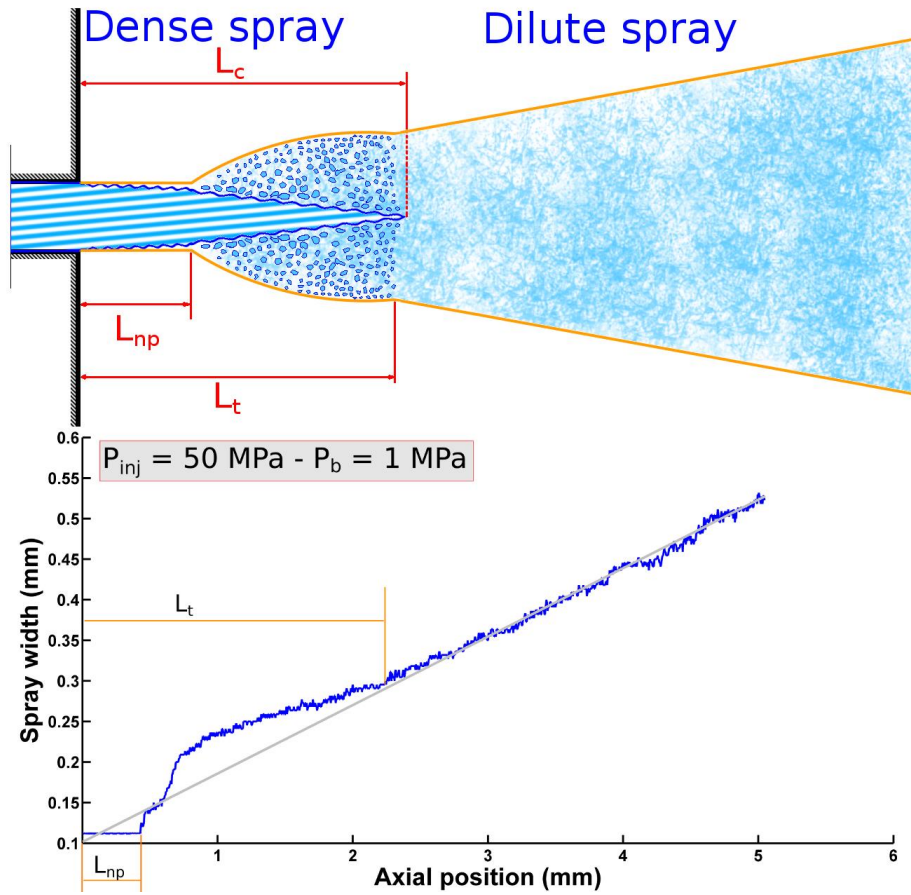 Dense spray
Dilute spray
Lc
Lnp
Lt
Pinj = 50 MPa - Pb = 1 MPa
Spray width (mm)
0.6
0.55
0.5
0.45
0.4
0.35
0.3
0.25
0.2
0.15
0.1
Lt
Lnp
1
2
3
4
5
6
Axial position (mm)